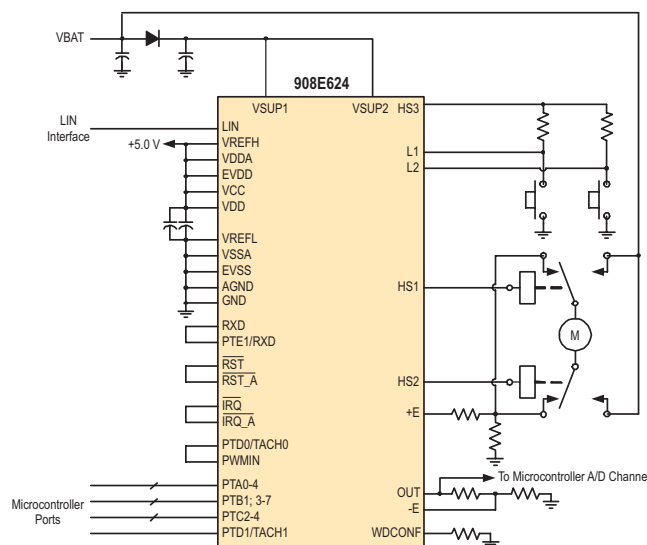 VBAT
908E624
VSUP1
VSUP2
HS3
LIN
Interface
LIN
+5.0 V
VREFH
VDDA
EVDD
VCC
VDD
VREFL
VSSA
EVSS
AGND
GND
RXD
PTE1/RXD
RST
RST_A
IRQ
IRQ_A
PTD0/TACH0
PWMIN
Microcontroller
Ports
PTA0-4
PTB1; 3-7
PTC2-4
PTD1/TACH1
L1
L2
HS1
M
HS2
+E
To Microcontroller A/D Channe
OUT
-E
WDCONF